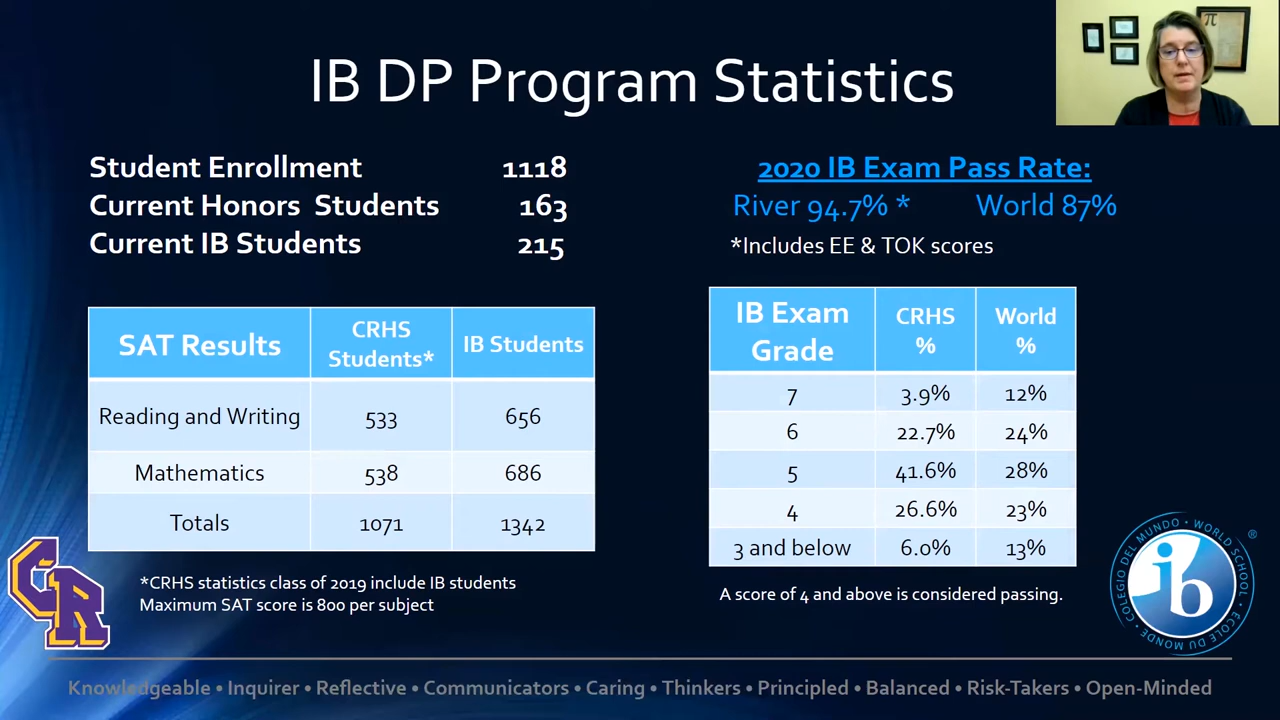 IB DP Program Statistics
π
Student Enrollment 1118
Current Honors Students 163
Current IB Students 215
2020 IB Exam Pass Rate:
River 94.7% * World 87%
*Includes EE & TOK scores
SAT Results CRHS Students* IB Students
Reading and Writing 533 656
Mathematics 538 686
Totals 1071 1342
*CRHS statistics class of 2019 include IB students
Maximum SAT score is 800 per subject
IB Exam Grade CRHS % World %
7 3.9% 12%
6 22.7% 24%
5 41.6% 28%
4 26.6% 23%
3 and below 6.0% 13%
A score of 4 and above is considered passing.
CR
COLEGIO DEL MUNDO • WORLD SCHOOL • ÉCOLE DU MONDE •
ib
®
Knowledgeable • Inquirer • Reflective • Communicators • Caring • Thinkers • Principled • Balanced • Risk-Takers • Open-Minded